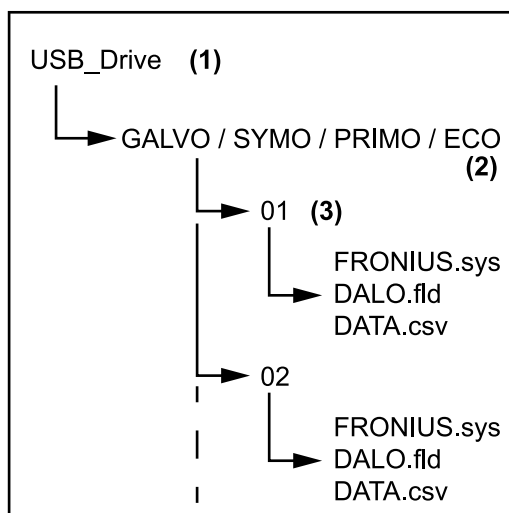 USB_Drive (1)
GALVO / SYMO / PRIMO / ECO
(2)
01 (3)
FRONIUS.sys
DALO.fld
DATA.csv
02
FRONIUS.sys
DALO.fld
DATA.csv